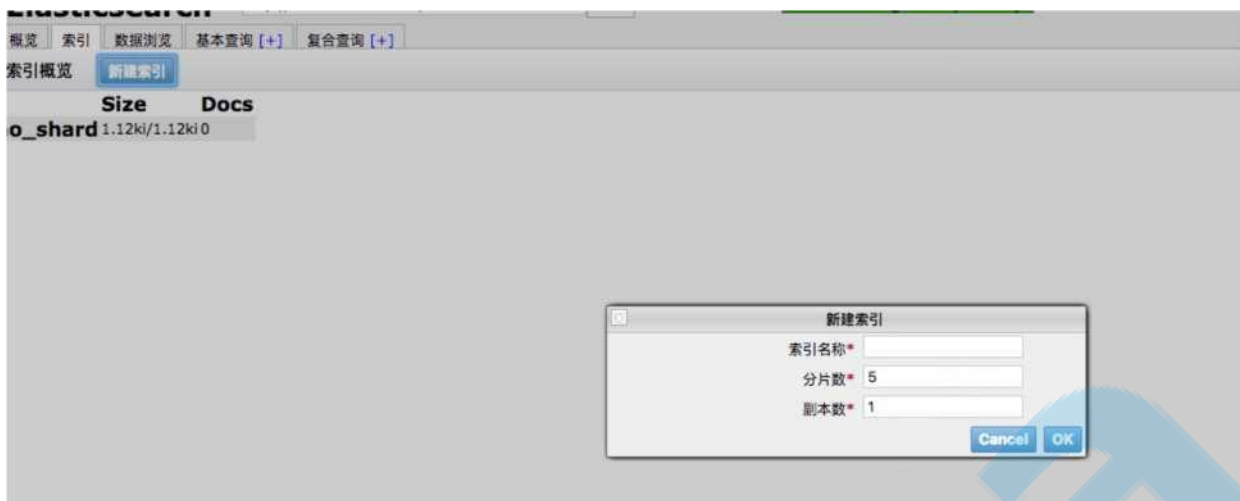 Elasticsearch
概览 索引 数据浏览 基本查询 [+] 复合查询 [+]
索引概览 新建索引
Size Docs
o_shard 1.12ki/1.12ki 0
新建索引
索引名称*
分片数* 5
副本数* 1
Cancel OK